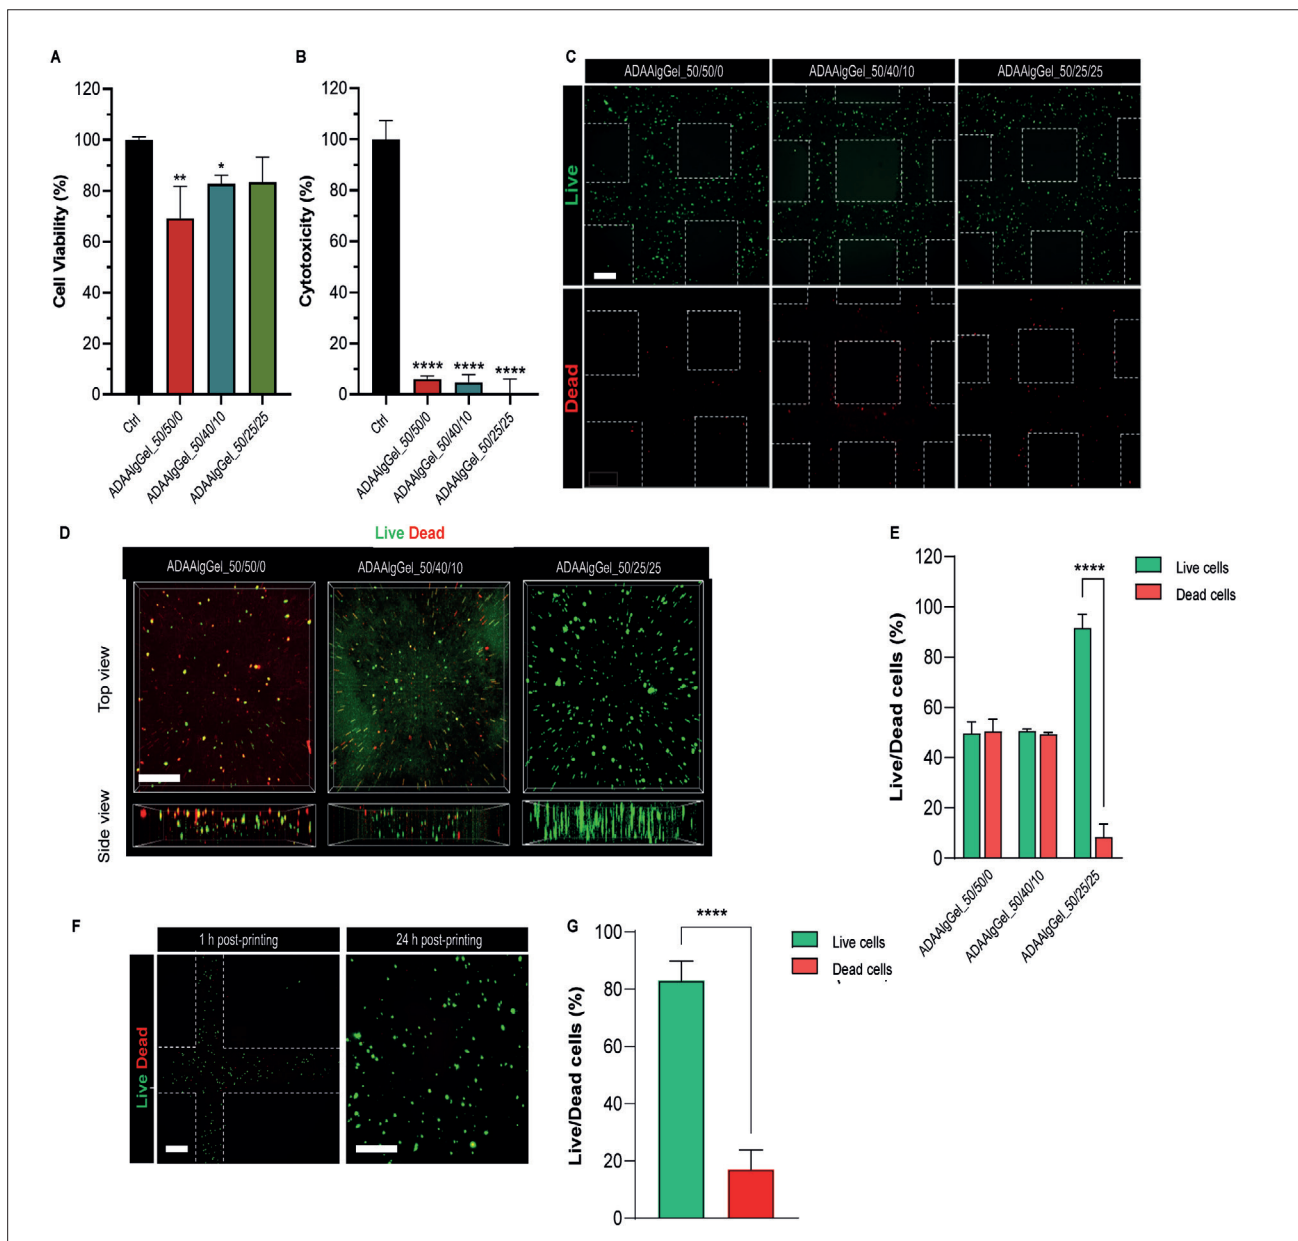 A
120
100
80
60
40
20
0
Cell Viability (%)
**
*
Ctrl
ADAAlgGel_50/50/0
ADAAlgGel_50/40/10
ADAAlgGel_50/25/25
B
120
100
80
60
40
20
0
Cytotoxicity (%)
****
****
****
Ctrl
ADAAlgGel_50/50/0
ADAAlgGel_50/40/10
ADAAlgGel_50/25/25
C
ADAAlgGel_50/50/0
ADAAlgGel_50/40/10
ADAAlgGel_50/25/25
Live
Dead
D
Live Dead
ADAAlgGel_50/50/0
ADAAlgGel_50/40/10
ADAAlgGel_50/25/25
Top view
Side view
E
120
100
80
60
40
20
0
Live/Dead cells (%)
****
Live cells
Dead cells
ADAAlgGel_50/50/0
ADAAlgGel_50/40/10
ADAAlgGel_50/25/25
F
1 h post-printing
24 h post-printing
Live Dead
G
100
80
60
40
20
0
Live/Dead cells (%)
****
Live cells
Dead cells